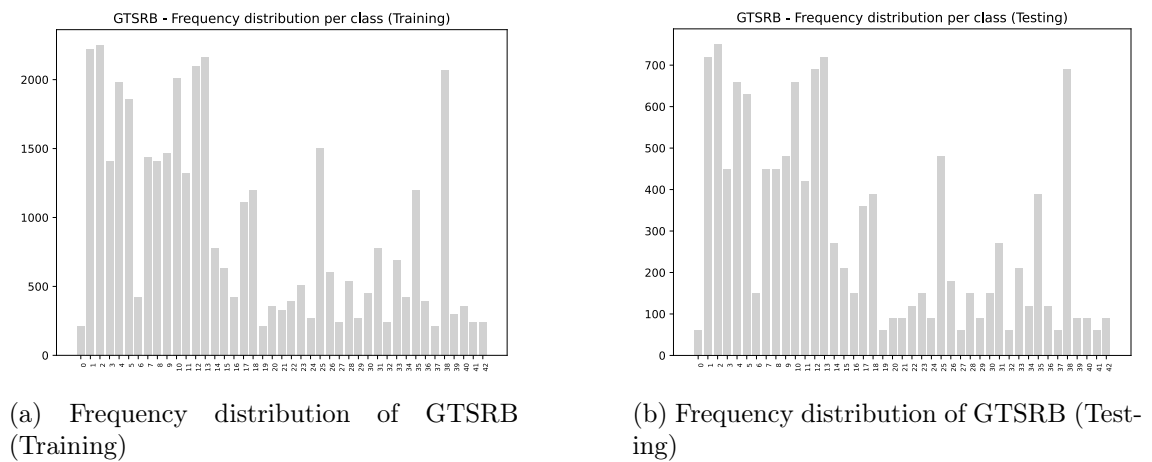 GTSRB - Frequency distribution per class (Training)
2000
1500
1000
500
0
0 1 2 3 4 5 6 7 8 9 10 11 12 13 14 15 16 17 18 19 20 21 22 23 24 25 26 27 28 29 30 31 32 33 34 35 36 37 38 39 40 41 42
(a) Frequency distribution of GTSRB
(Training)
GTSRB - Frequency distribution per class (Testing)
700
600
500
400
300
200
100
0
0 1 2 3 4 5 6 7 8 9 10 11 12 13 14 15 16 17 18 19 20 21 22 23 24 25 26 27 28 29 30 31 32 33 34 35 36 37 38 39 40 41 42
(b) Frequency distribution of GTSRB (Test-
ing)